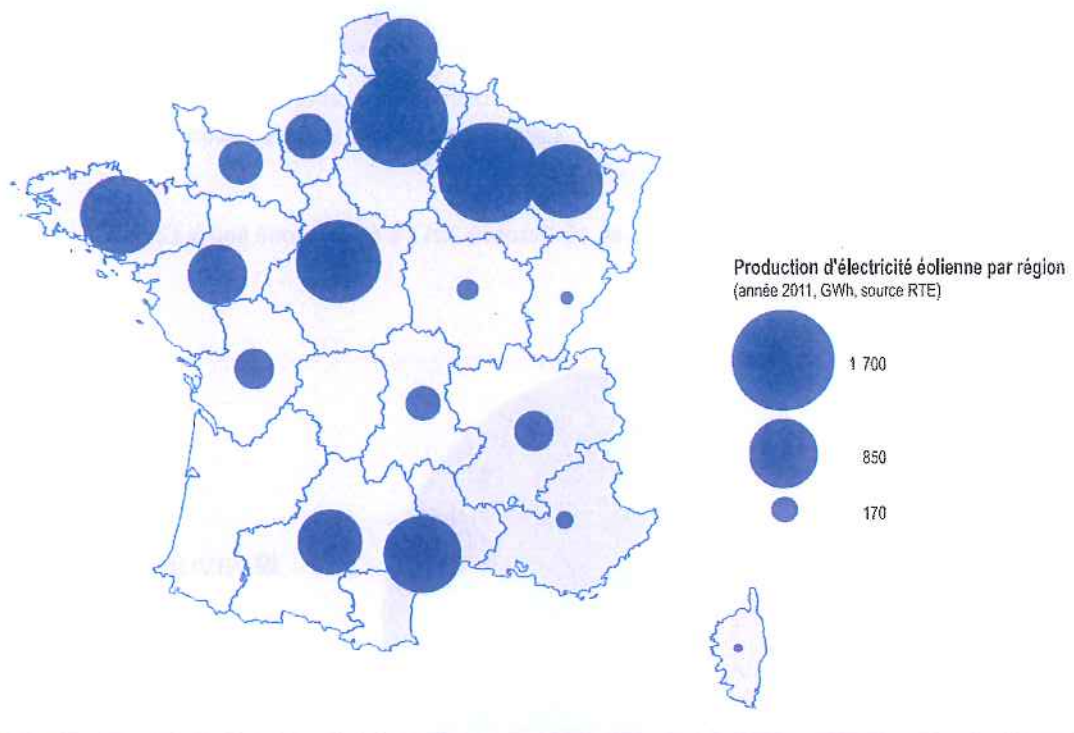 Production d'électricité éolienne par région
(année 2011, GWh, source RTE)
1 700
850
170